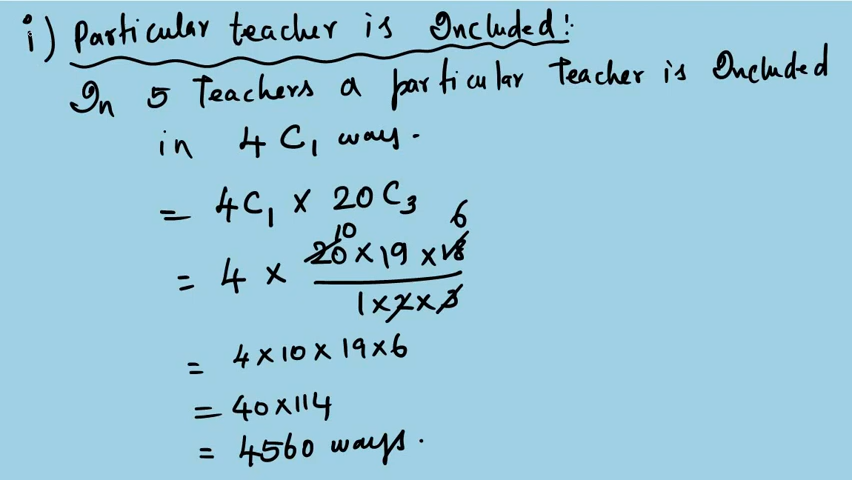 i) Particular teacher is Included:
In 5 Teachers a particular Teacher is Included
in 4C₁ ways.
= 4C₁ × 20C₃
10 6
= 4 × 20 × 19 × 18
1 × 2 × 3
= 4 × 10 × 19 × 6
= 40 × 114
= 4560 ways.